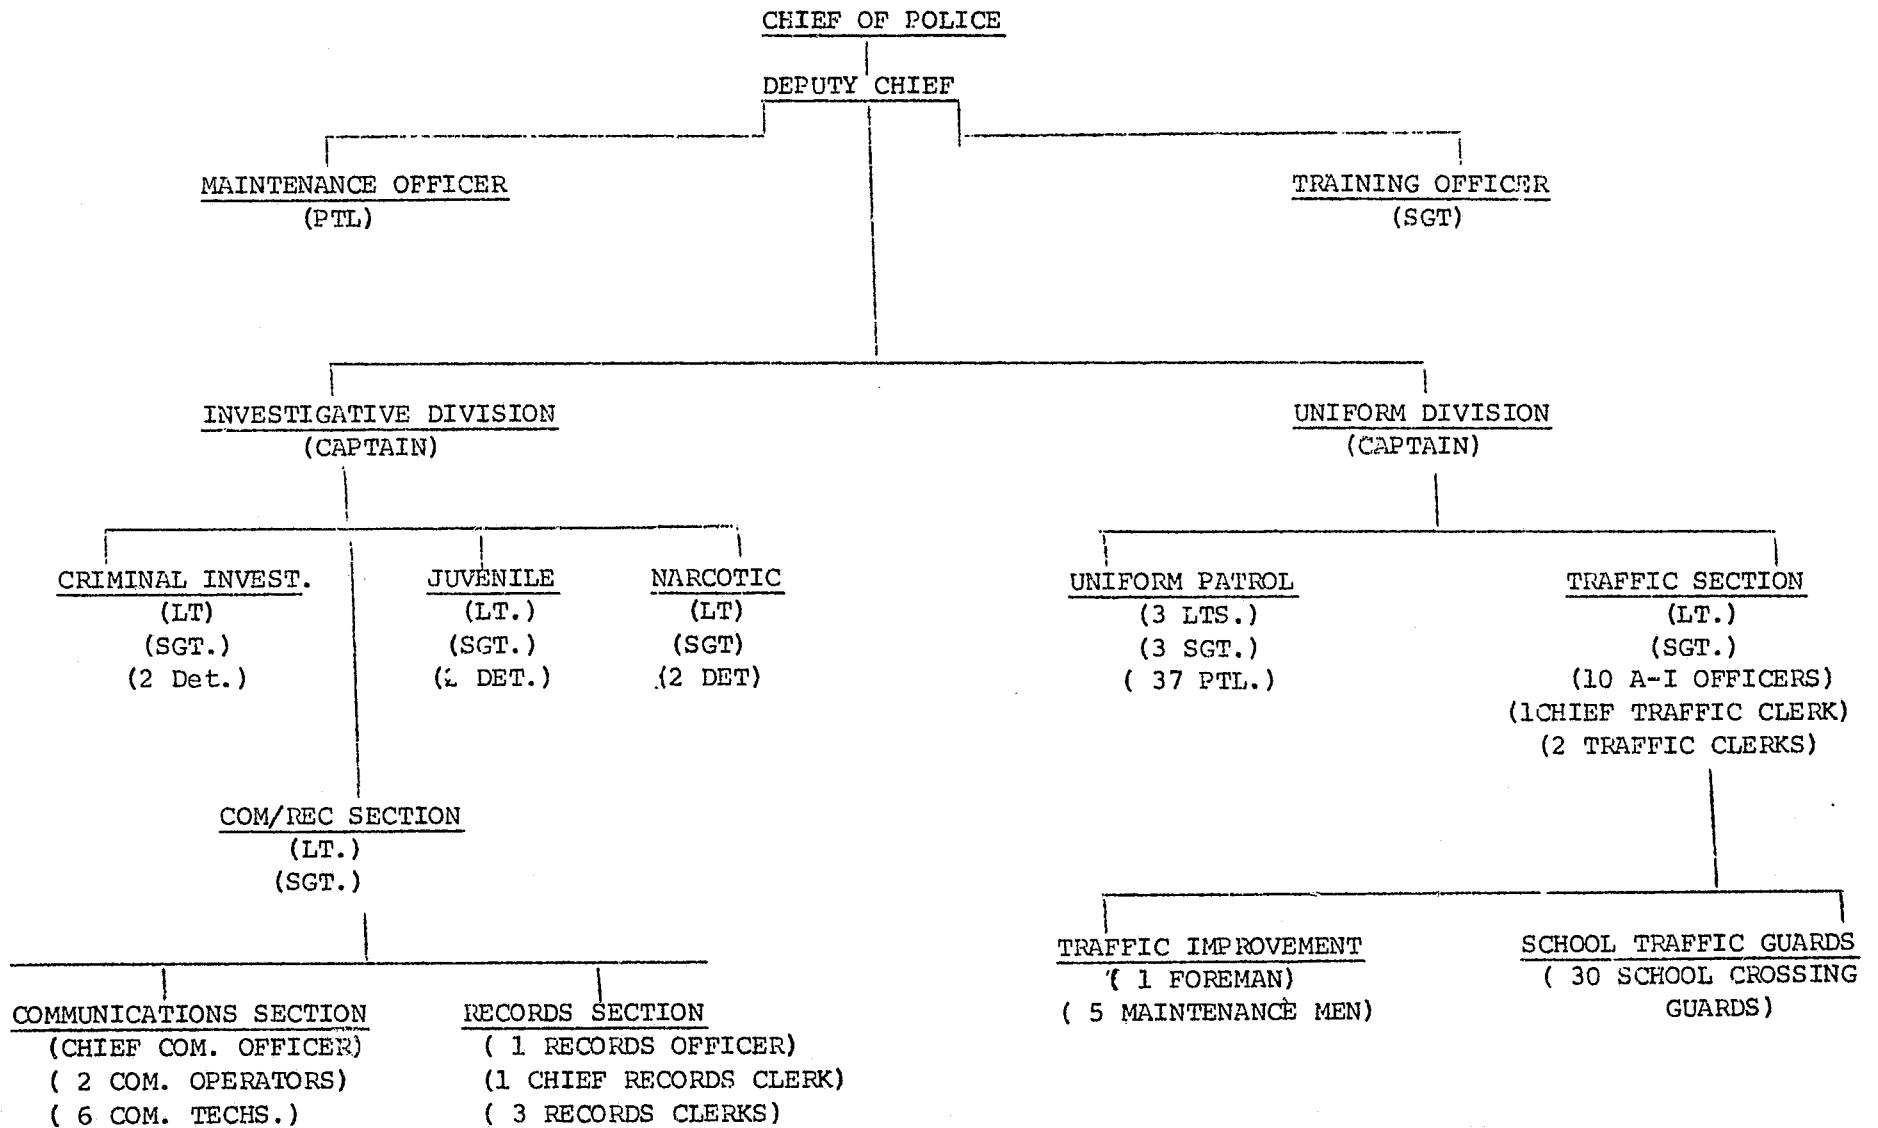 CHIEF OF POLICE
DEPUTY CHIEF
MAINTENANCE OFFICER
(PTL)
TRAINING OFFICER
(SGT)
INVESTIGATIVE DIVISION
(CAPTAIN)
UNIFORM DIVISION
(CAPTAIN)
CRIMINAL INVEST.
(LT)
(SGT.)
(2 Det.)
JUVENILE
(LT.)
(SGT.)
( DET.)
NARCOTIC
(LT)
(SGT)
(2 DET)
UNIFORM PATROL
(3 LTS.)
(3 SGT.)
( 37 PTL.)
TRAFFIC SECTION
(LT.)
(SGT.)
(10 A-I OFFICERS)
(1CHIEF TRAFFIC CLERK)
(2 TRAFFIC CLERKS)
COM/REC SECTION
(LT.)
(SGT.)
COMMUNICATIONS SECTION
(CHIEF COM. OFFICER)
( 2 COM. OPERATORS)
( 6 COM. TECHS.)
RECORDS SECTION
( 1 RECORDS OFFICER)
(1 CHIEF RECORDS CLERK)
( 3 RECORDS CLERKS)
TRAFFIC IMPROVEMENT
( 1 FOREMAN)
( 5 MAINTENANCE MEN)
SCHOOL TRAFFIC GUARDS
( 30 SCHOOL CROSSING
GUARDS)